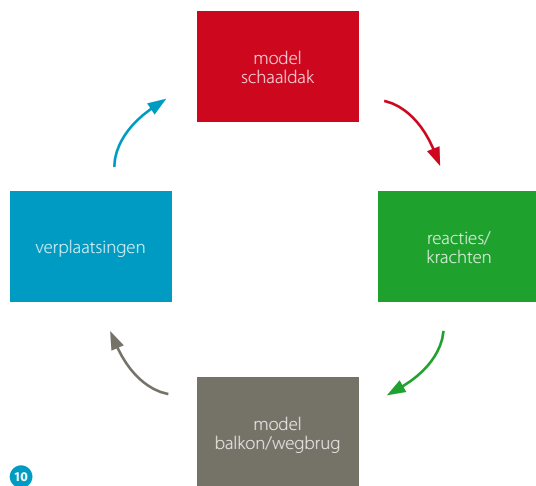 model
schaaldak
verplaatsingen
reacties/
krachten
model
balkon/wegbrug
10